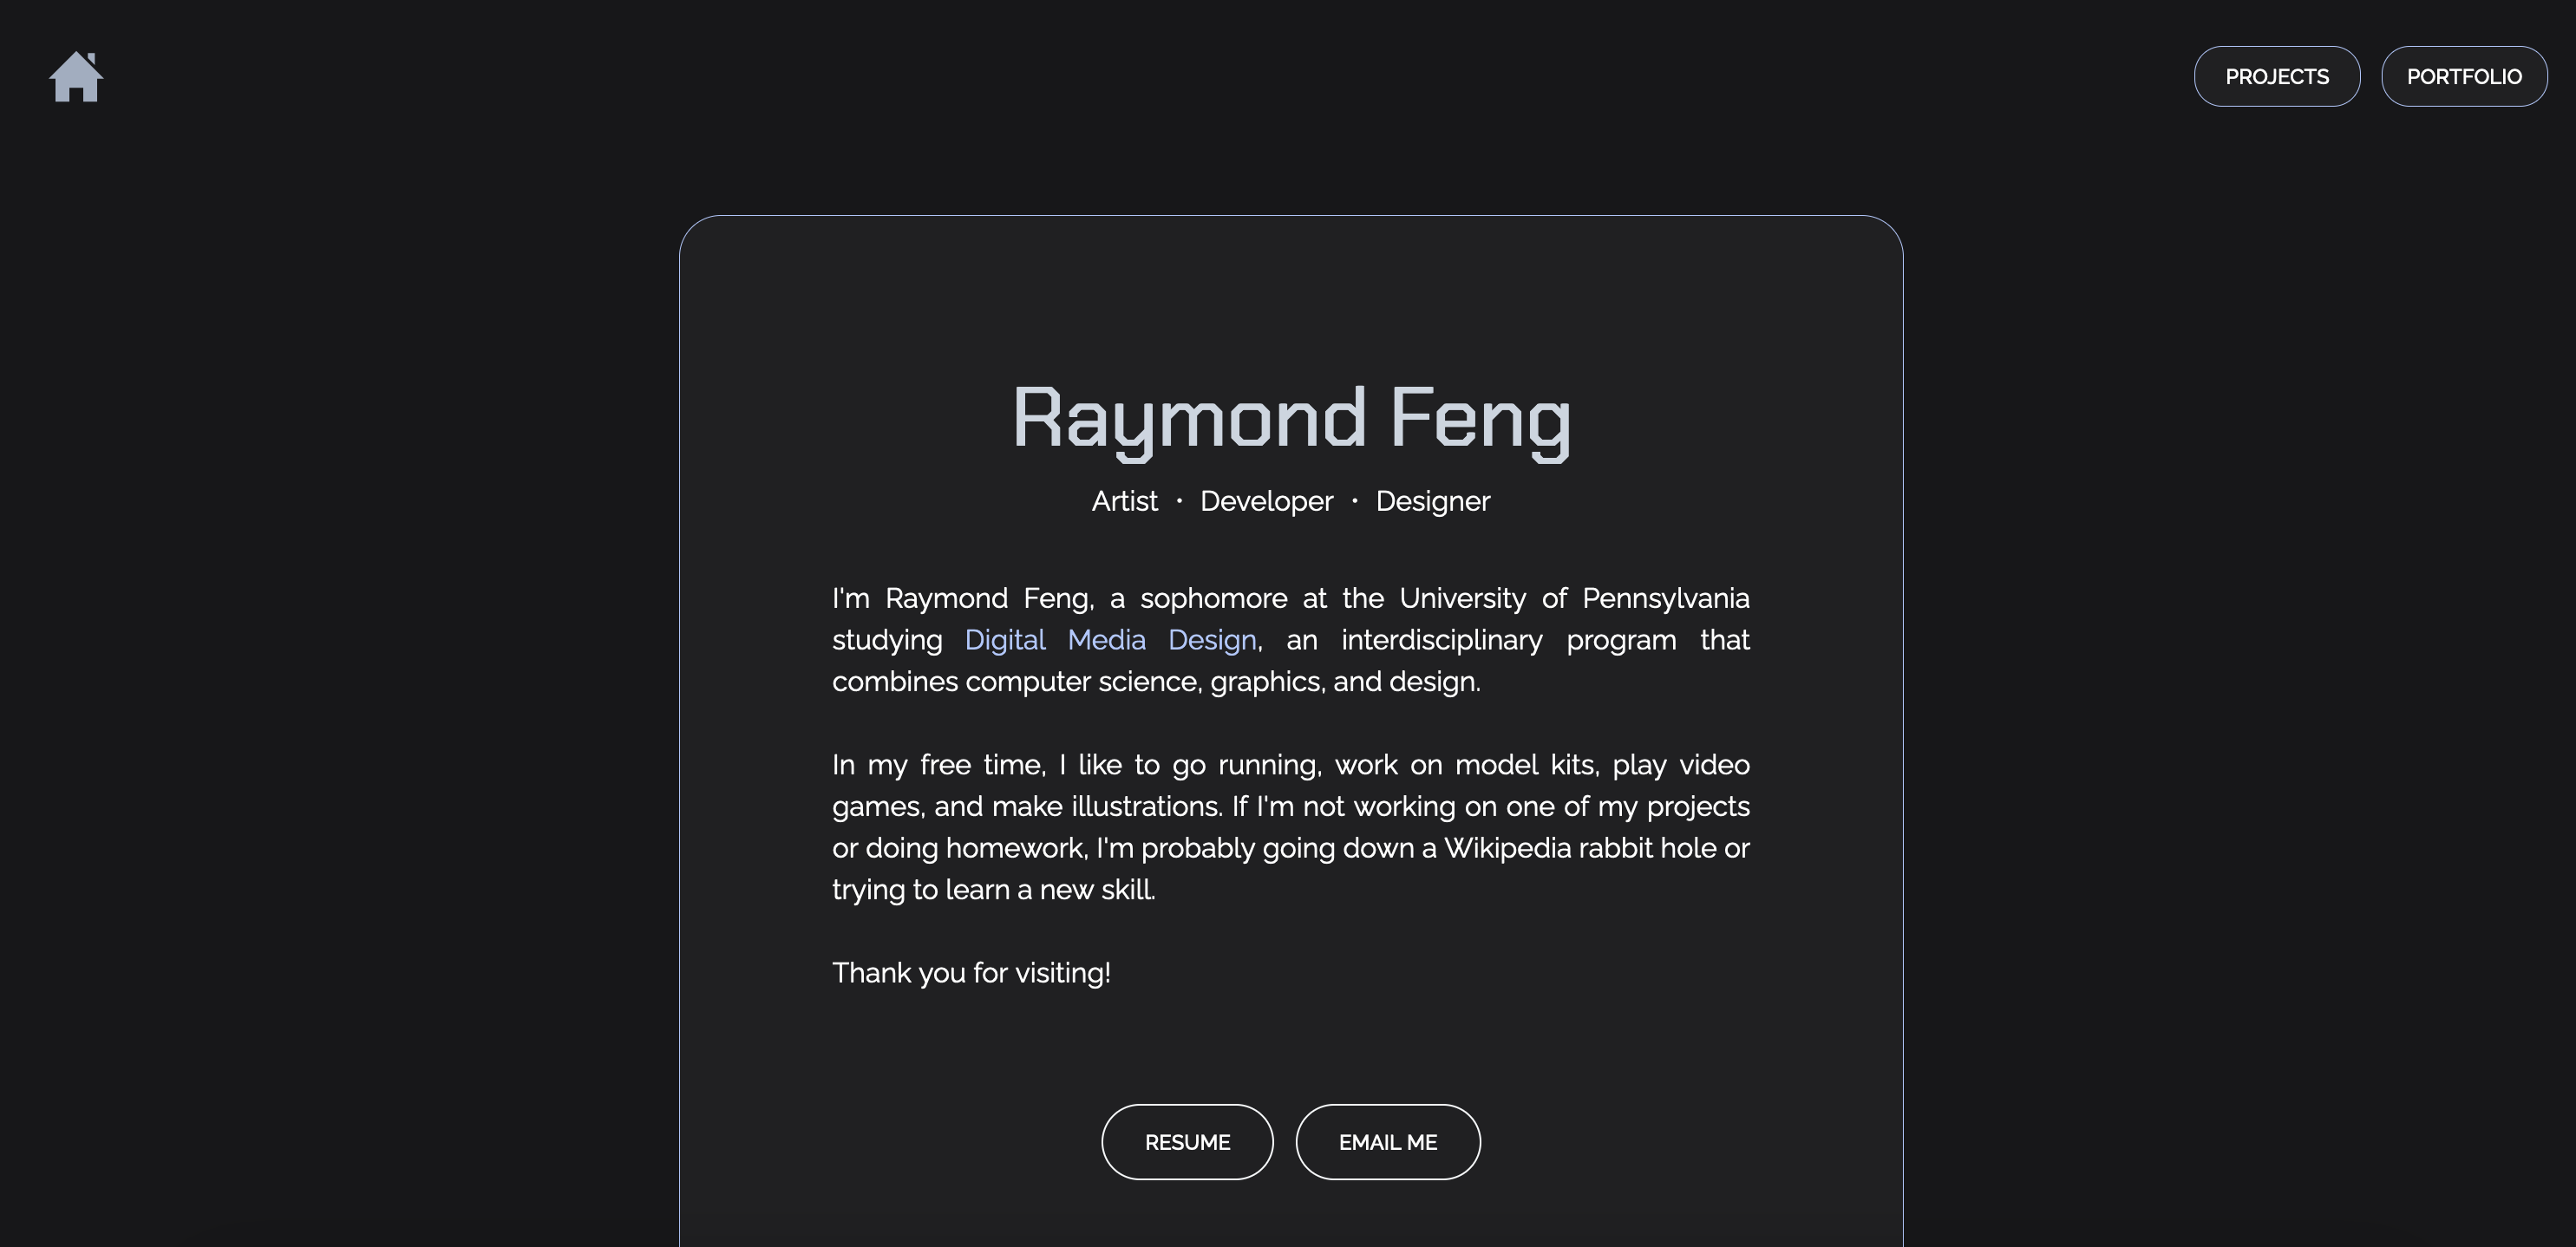 PROJECTS
PORTFOLIO
Raymond Feng
Artist · Developer · Designer
I'm Raymond Feng, a sophomore at the University of Pennsylvania
studying Digital Media Design, an interdisciplinary program that
combines computer science, graphics, and design.
In my free time, I like to go running, work on model kits, play video
games, and make illustrations. If I'm not working on one of my projects
or doing homework, I'm probably going down a Wikipedia rabbit hole or
trying to learn a new skill.
Thank you for visiting!
RESUME
EMAIL ME